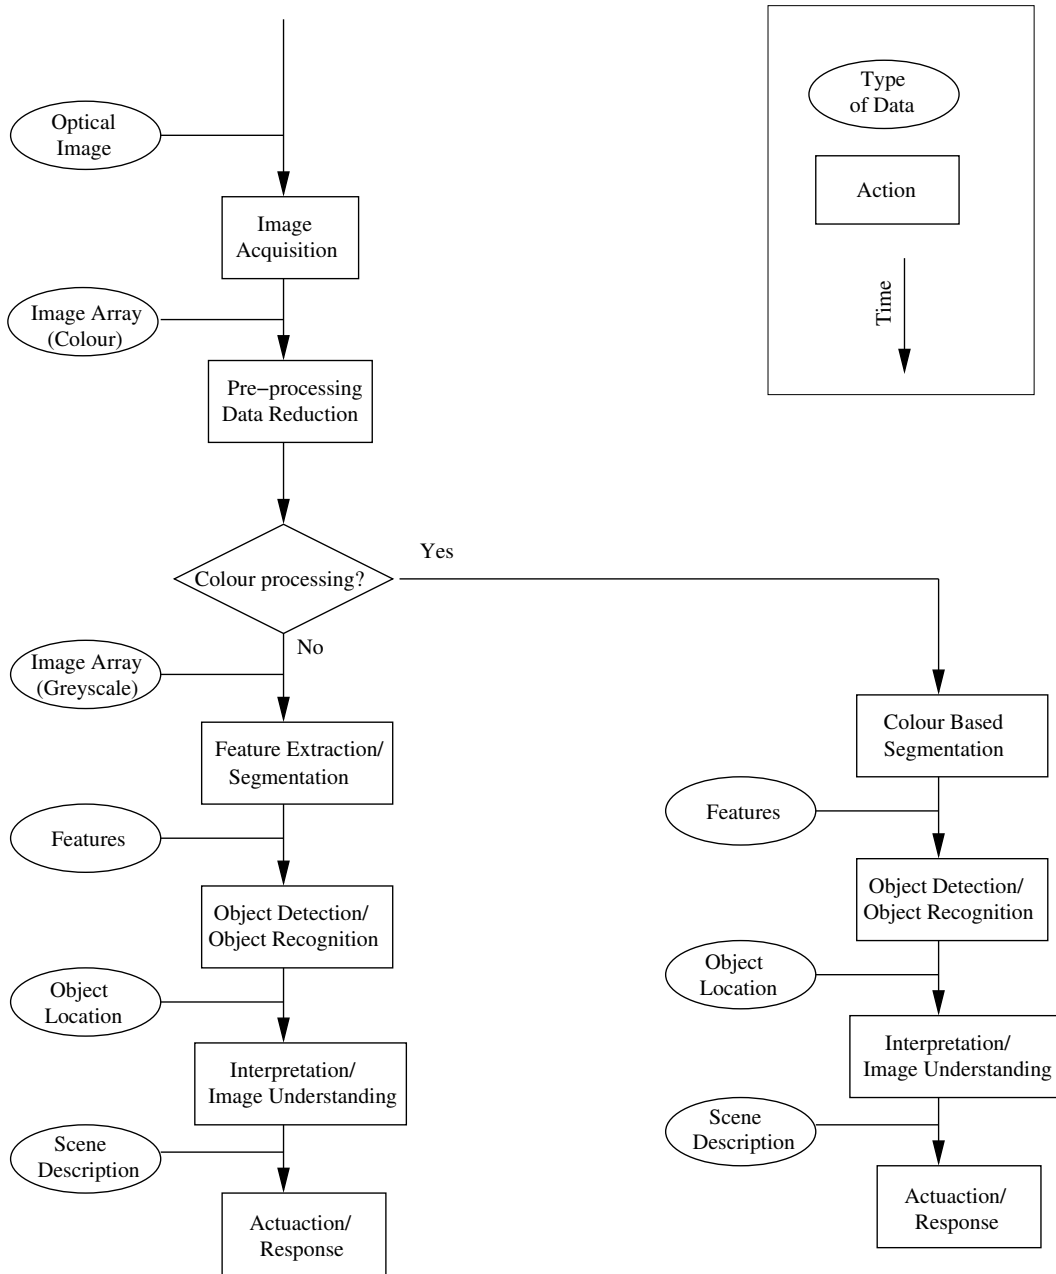 Optical
Image
Image
Acquisition
Image Array
(Colour)
Pre−processing
Data Reduction
Colour processing?
Yes
No
Image Array
(Greyscale)
Feature Extraction/
Segmentation
Features
Object Detection/
Object Recognition
Object
Location
Interpretation/
Image Understanding
Scene
Description
Actuaction/
Response
Colour Based
Segmentation
Features
Object Detection/
Object Recognition
Object
Location
Interpretation/
Image Understanding
Scene
Description
Actuaction/
Response
Type
of Data
Action
Time